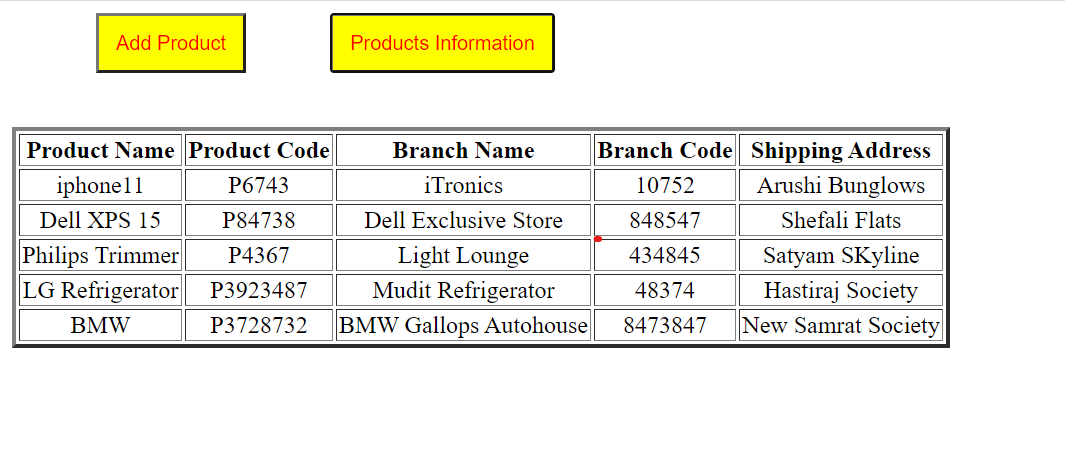 Add Product Products Information
Product Name Product Code Branch Name Branch Code Shipping Address
iphone11 P6743 iTronics 10752 Arushi Bunglows
Dell XPS 15 P84738 Dell Exclusive Store 848547 Shefali Flats
Philips Trimmer P4367 Light Lounge 434845 Satyam SKyline
LG Refrigerator P3923487 Mudit Refrigerator 48374 Hastiraj Society
BMW P3728732 BMW Gallops Autohouse 8473847 New Samrat Society